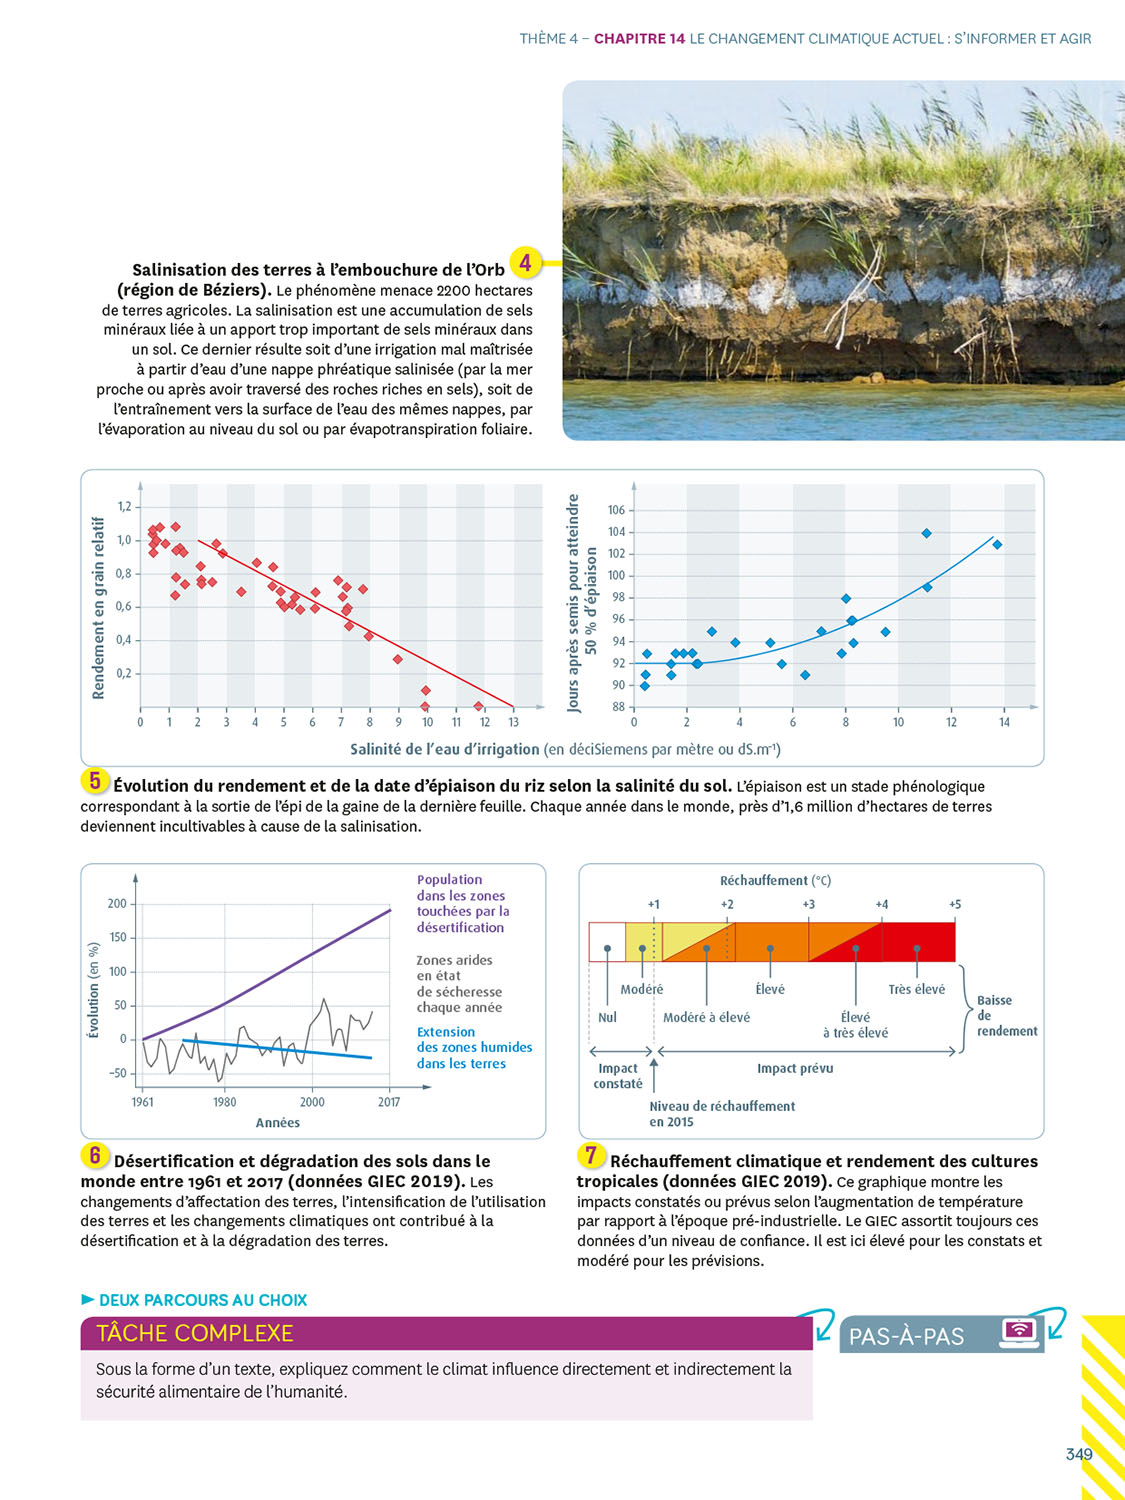 THÈME 4 – CHAPITRE 14 LE CHANGEMENT CLIMATIQUE ACTUEL : S'INFORMER ET AGIR
Salinisation des terres à l'embouchure de l'Orb 4
(région de Béziers). Le phénomène menace 2200 hectares
de terres agricoles. La salinisation est une accumulation de sels
minéraux liée à un apport trop important de sels minéraux dans
un sol. Ce dernier résulte soit d'une irrigation mal maîtrisée
à partir d'eau d'une nappe phréatique salinisée (par la mer
proche ou après avoir traversé des roches riches en sels), soit de
l'entraînement vers la surface de l'eau des mêmes nappes, par
l'évaporation au niveau du sol ou par évapotranspiration foliaire.
Rendement en grain relatif
1,2
1,0
0,8
0,6
0,4
0,2
0 1 2 3 4 5 6 7 8 9 10 11 12 13
Jours après semis pour atteindre
50 % d'épiaison
106
104
102
100
98
96
94
92
90
88
0 2 4 6 8 10 12 14
Salinité de l'eau d'irrigation (en déciSiemens par mètre ou dS.m⁻¹)
5 Évolution du rendement et de la date d'épiaison du riz selon la salinité du sol. L'épiaison est un stade phénologique
correspondant à la sortie de l'épi de la gaine de la dernière feuille. Chaque année dans le monde, près d'1,6 million d'hectares de terres
deviennent incultivables à cause de la salinisation.
Évolution (en %)
200
150
100
50
0
–50
1961 1980 2000 2017
Années
Population
dans les zones
touchées par la
désertification
Zones arides
en état
de sécheresse
chaque année
Extension
des zones humides
dans les terres
6 Désertification et dégradation des sols dans le
monde entre 1961 et 2017 (données GIEC 2019). Les
changements d'affectation des terres, l'intensification de l'utilisation
des terres et les changements climatiques ont contribué à la
désertification et à la dégradation des terres.
Réchauffement (°C)
+1 +2 +3 +4 +5
Modéré Élevé Très élevé
Nul Modéré à élevé Élevé
à très élevé
Baisse
de
rendement
Impact
constaté
Impact prévu
Niveau de réchauffement
en 2015
7 Réchauffement climatique et rendement des cultures
tropicales (données GIEC 2019). Ce graphique montre les
impacts constatés ou prévus selon l'augmentation de température
par rapport à l'époque pré-industrielle. Le GIEC assortit toujours ces
données d'un niveau de confiance. Il est ici élevé pour les constats et
modéré pour les prévisions.
► DEUX PARCOURS AU CHOIX
TÂCHE COMPLEXE
PAS-À-PAS
Sous la forme d'un texte, expliquez comment le climat influence directement et indirectement la
sécurité alimentaire de l'humanité.
349